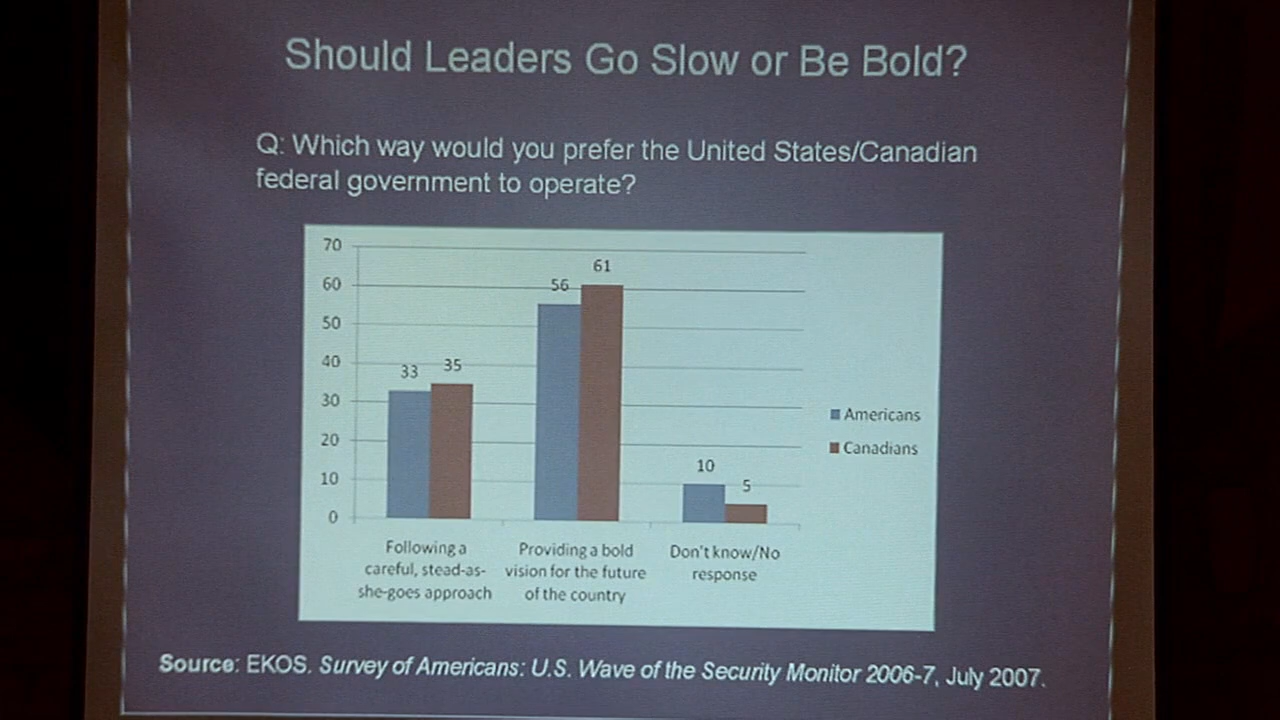 Should Leaders Go Slow or Be Bold?
Q: Which way would you prefer the United States/Canadian
federal government to operate?
70
60
50
40
30
20
10
0
33
35
56
61
10
5
Following a
careful, stead-as-
she-goes approach
Providing a bold
vision for the future
of the country
Don't know/No
response
Americans
Canadians
Source: EKOS. Survey of Americans: U.S. Wave of the Security Monitor 2006-7, July 2007.